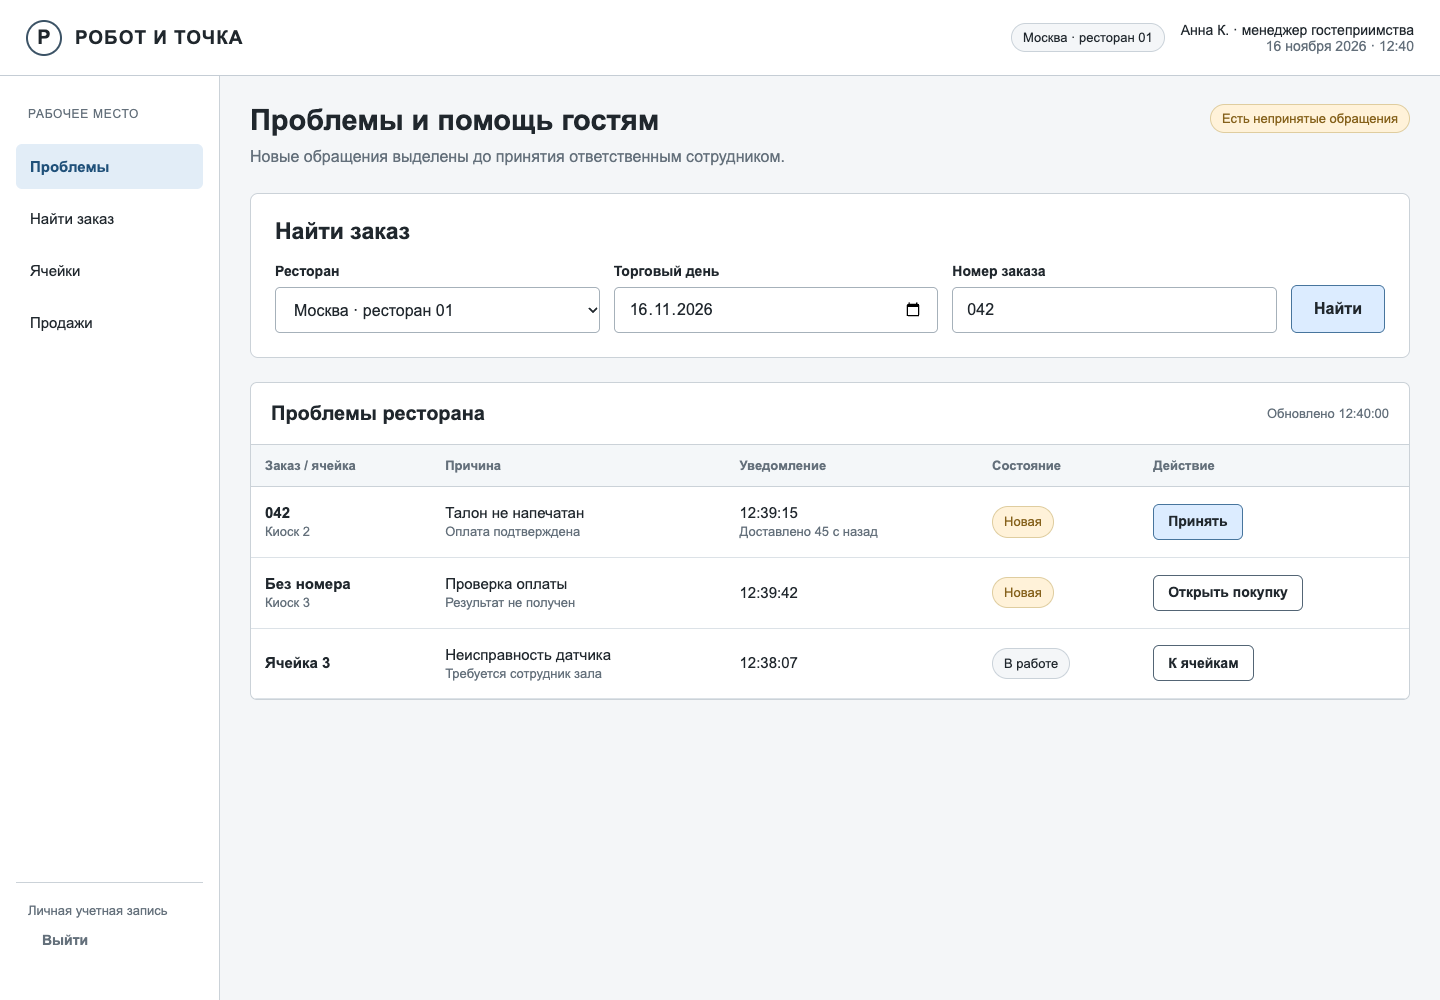 Р РОБОТ И ТОЧКА
Москва · ресторан 01
Анна К. · менеджер гостеприимства
16 ноября 2026 · 12:40
РАБОЧЕЕ МЕСТО
Проблемы
Найти заказ
Ячейки
Продажи
Личная учетная запись
Выйти
Проблемы и помощь гостям
Есть непринятые обращения
Новые обращения выделены до принятия ответственным сотрудником.
Найти заказ
Ресторан Торговый день Номер заказа
Москва · ресторан 01 16.11.2026 042 Найти
Проблемы ресторана Обновлено 12:40:00
Заказ / ячейка Причина Уведомление Состояние Действие
042 Талон не напечатан 12:39:15 Новая Принять
Киоск 2 Оплата подтверждена Доставлено 45 с назад
Без номера Проверка оплаты 12:39:42 Новая Открыть покупку
Киоск 3 Результат не получен
Ячейка 3 Неисправность датчика 12:38:07 В работе К ячейкам
Требуется сотрудник зала